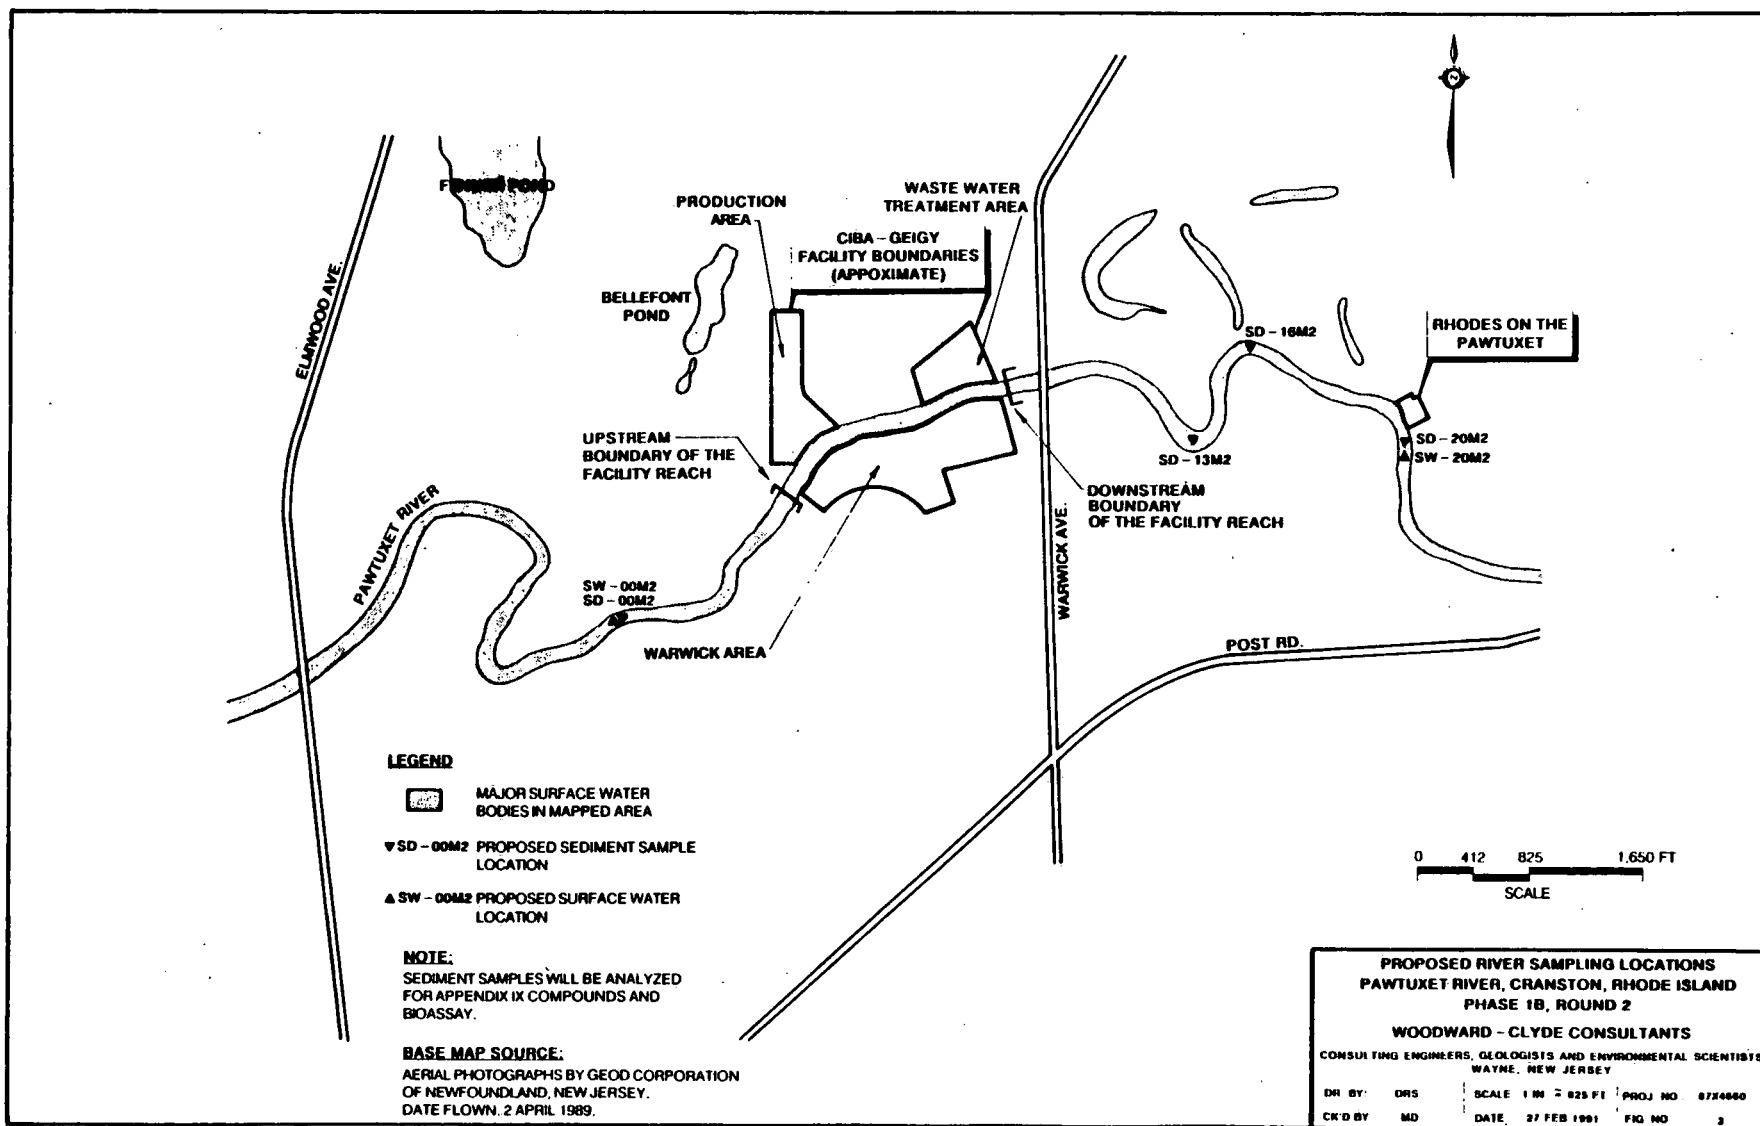 PRODUCTION
AREA
WASTE WATER
TREATMENT AREA
CIBA - GEIGY
FACILITY BOUNDARIES
(APPOXIMATE)
BELLEFONT
POND
ELMWOOD AVE.
POND
SD - 16M2
RHODES ON THE
PAWTUXET
UPSTREAM
BOUNDARY OF THE
FACILITY REACH
SD - 13M2
SD - 20M2
SW - 20M2
DOWNSTREAM
BOUNDARY
OF THE FACILITY REACH
PAWTUXET RIVER
WARWICK AVE.
SW - 00M2
SD - 00M2
WARWICK AREA
POST RD.
LEGEND
MAJOR SURFACE WATER
BODIES IN MAPPED AREA
SD - 00M2 PROPOSED SEDIMENT SAMPLE
LOCATION
SW - 00M2 PROPOSED SURFACE WATER
LOCATION
NOTE:
SEDIMENT SAMPLES WILL BE ANALYZED
FOR APPENDIX IX COMPOUNDS AND
BIOASSAY.
BASE MAP SOURCE:
AERIAL PHOTOGRAPHS BY GEOD CORPORATION
OF NEWFOUNDLAND, NEW JERSEY.
DATE FLOWN. 2 APRIL 1989.
0 412 825 1,650 FT
SCALE
PROPOSED RIVER SAMPLING LOCATIONS
PAWTUXET RIVER, CRANSTON, RHODE ISLAND
PHASE 1B, ROUND 2
WOODWARD - CLYDE CONSULTANTS
CONSULTING ENGINEERS, GEOLOGISTS AND ENVIRONMENTAL SCIENTISTS
WAYNE, NEW JERSEY
DR BY: DRS SCALE 1 IN = 825 FT PROJ NO 87X4660
CK'D BY MD DATE 27 FEB 1991 FIG NO 3